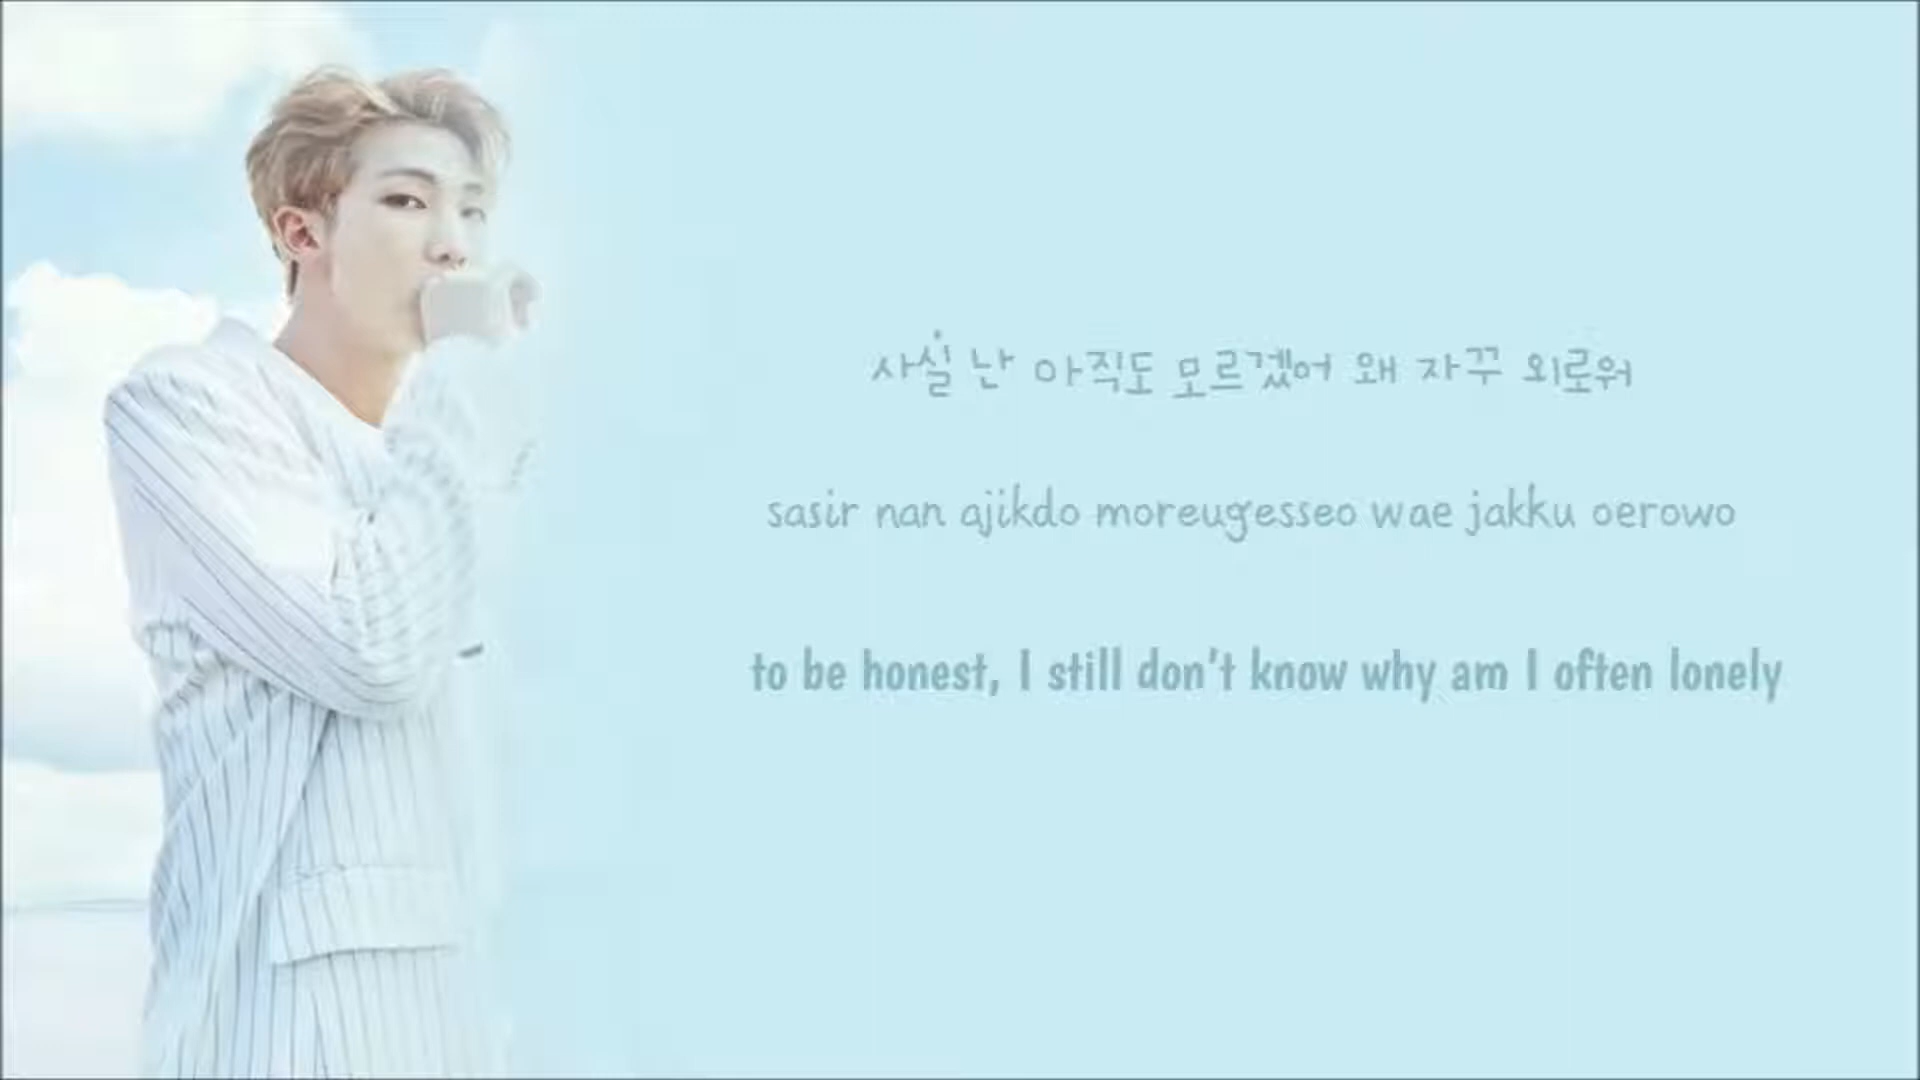 사실 난 아직도 모르겠어 왜 자꾸 외로워
sasir nan ajikdo moreugesseo wae jakku oerowo
to be honest, I still don't know why am I often lonely